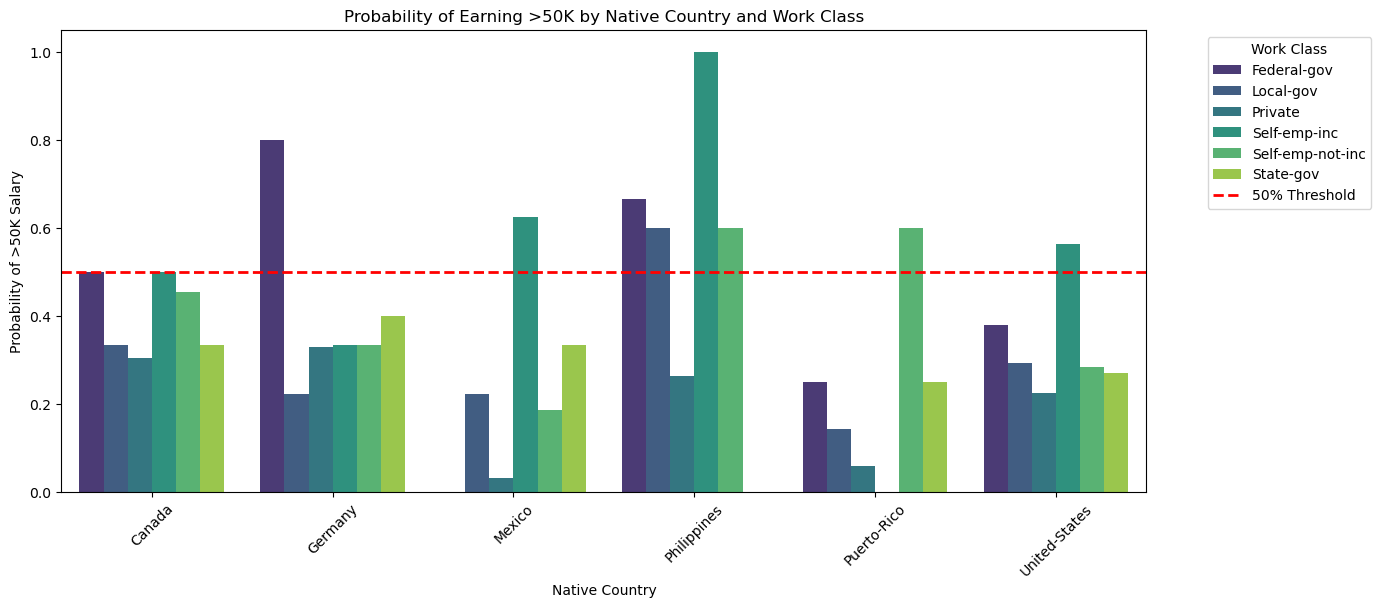 Probability of Earning >50K by Native Country and Work Class
Probability of >50K Salary
1.0
0.8
0.6
0.4
0.2
0.0
Canada
Germany
Mexico
Philippines
Puerto-Rico
United-States
Native Country
Work Class
Federal-gov
Local-gov
Private
Self-emp-inc
Self-emp-not-inc
State-gov
50% Threshold